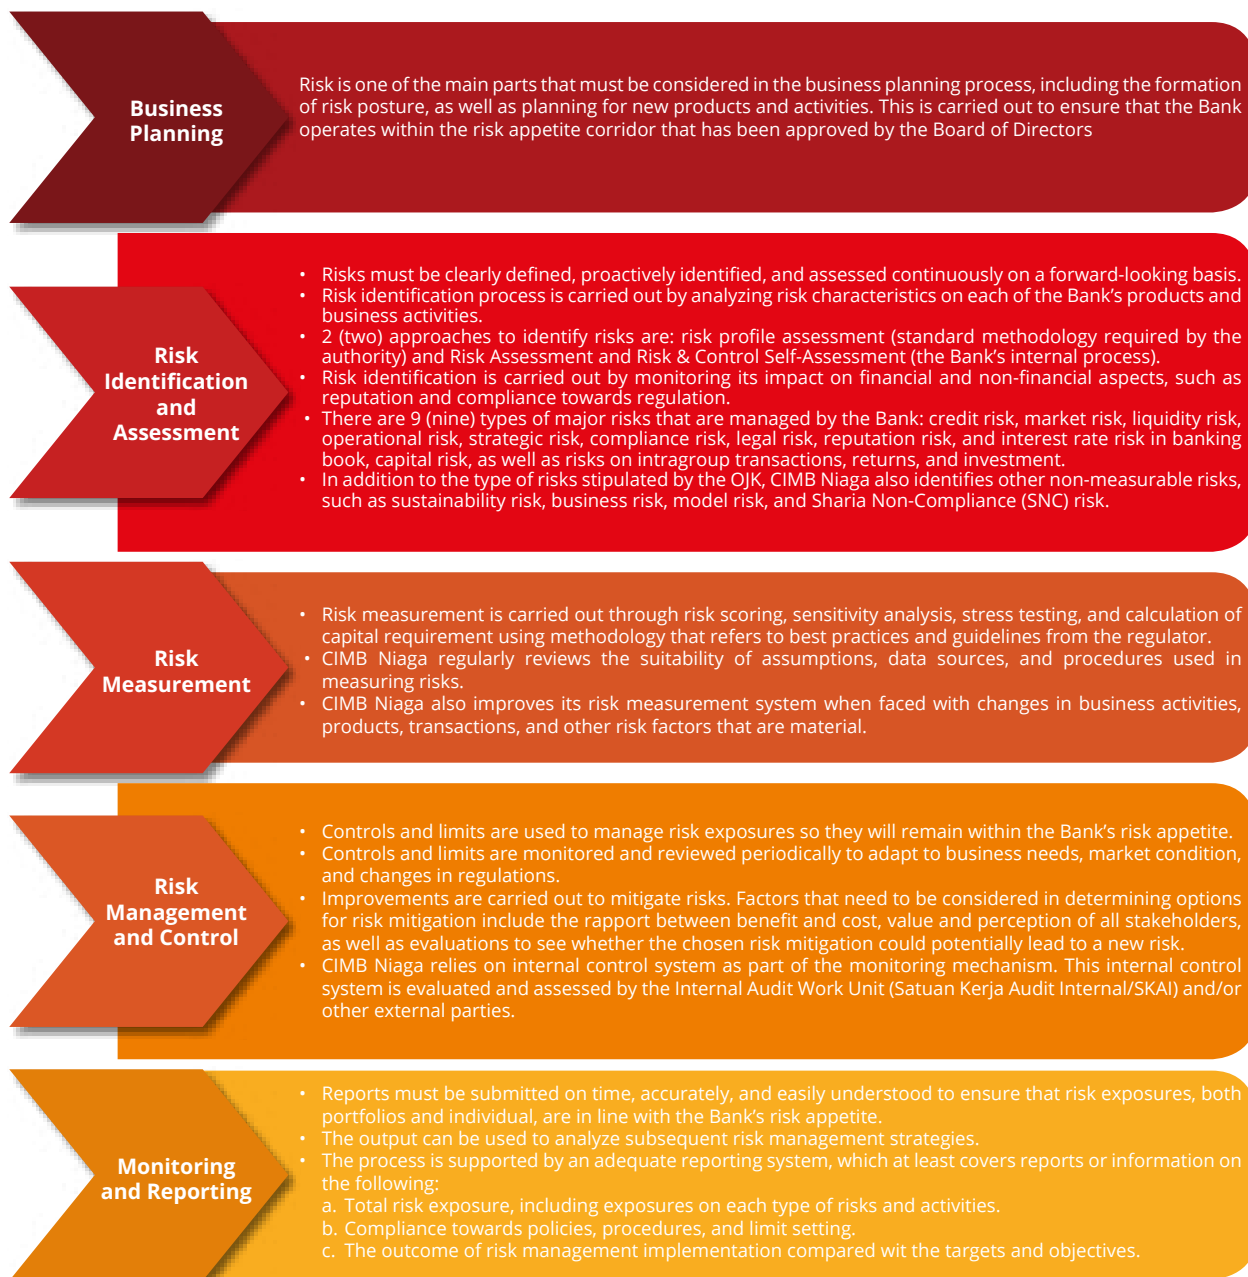 Business
Planning
Risk is one of the main parts that must be considered in the business planning process, including the formation
of risk posture, as well as planning for new products and activities. This is carried out to ensure that the Bank
operates within the risk appetite corridor that has been approved by the Board of Directors
Risk
Identification
and
Assessment
• Risks must be clearly defined, proactively identified, and assessed continuously on a forward-looking basis.
• Risk identification process is carried out by analyzing risk characteristics on each of the Bank's products and
business activities.
• 2 (two) approaches to identify risks are: risk profile assessment (standard methodology required by the
authority) and Risk Assessment and Risk & Control Self-Assessment (the Bank's internal process).
• Risk identification is carried out by monitoring its impact on financial and non-financial aspects, such as
reputation and compliance towards regulation.
• There are 9 (nine) types of major risks that are managed by the Bank: credit risk, market risk, liquidity risk,
operational risk, strategic risk, compliance risk, legal risk, reputation risk, and interest rate risk in banking
book, capital risk, as well as risks on intragroup transactions, returns, and investment.
• In addition to the type of risks stipulated by the OJK, CIMB Niaga also identifies other non-measurable risks,
such as sustainability risk, business risk, model risk, and Sharia Non-Compliance (SNC) risk.
Risk
Measurement
• Risk measurement is carried out through risk scoring, sensitivity analysis, stress testing, and calculation of
capital requirement using methodology that refers to best practices and guidelines from the regulator.
• CIMB Niaga regularly reviews the suitability of assumptions, data sources, and procedures used in
measuring risks.
• CIMB Niaga also improves its risk measurement system when faced with changes in business activities,
products, transactions, and other risk factors that are material.
Risk
Management
and Control
• Controls and limits are used to manage risk exposures so they will remain within the Bank's risk appetite.
• Controls and limits are monitored and reviewed periodically to adapt to business needs, market condition,
and changes in regulations.
• Improvements are carried out to mitigate risks. Factors that need to be considered in determining options
for risk mitigation include the rapport between benefit and cost, value and perception of all stakeholders,
as well as evaluations to see whether the chosen risk mitigation could potentially lead to a new risk.
• CIMB Niaga relies on internal control system as part of the monitoring mechanism. This internal control
system is evaluated and assessed by the Internal Audit Work Unit (Satuan Kerja Audit Internal/SKAI) and/or
other external parties.
Monitoring
and Reporting
• Reports must be submitted on time, accurately, and easily understood to ensure that risk exposures, both
portfolios and individual, are in line with the Bank's risk appetite.
• The output can be used to analyze subsequent risk management strategies.
• The process is supported by an adequate reporting system, which at least covers reports or information on
the following:
a. Total risk exposure, including exposures on each type of risks and activities.
b. Compliance towards policies, procedures, and limit setting.
c. The outcome of risk management implementation compared wit the targets and objectives.